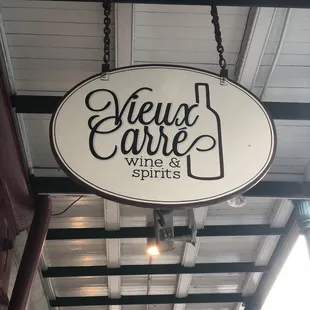 Vieux
Carré
wine &
spirits